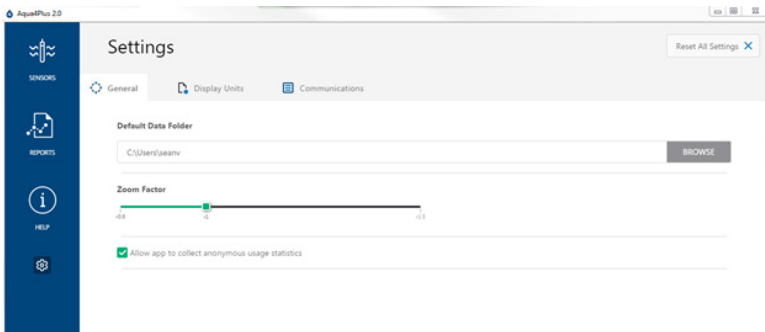 Aqua4Plus 2.0
SENSORS
REPORTS
HELP
Settings
Reset All Settings
General
Display Units
Communications
Default Data Folder
C:\Users\seanv
BROWSE
Zoom Factor
x1
Allow app to collect anonymous usage statistics